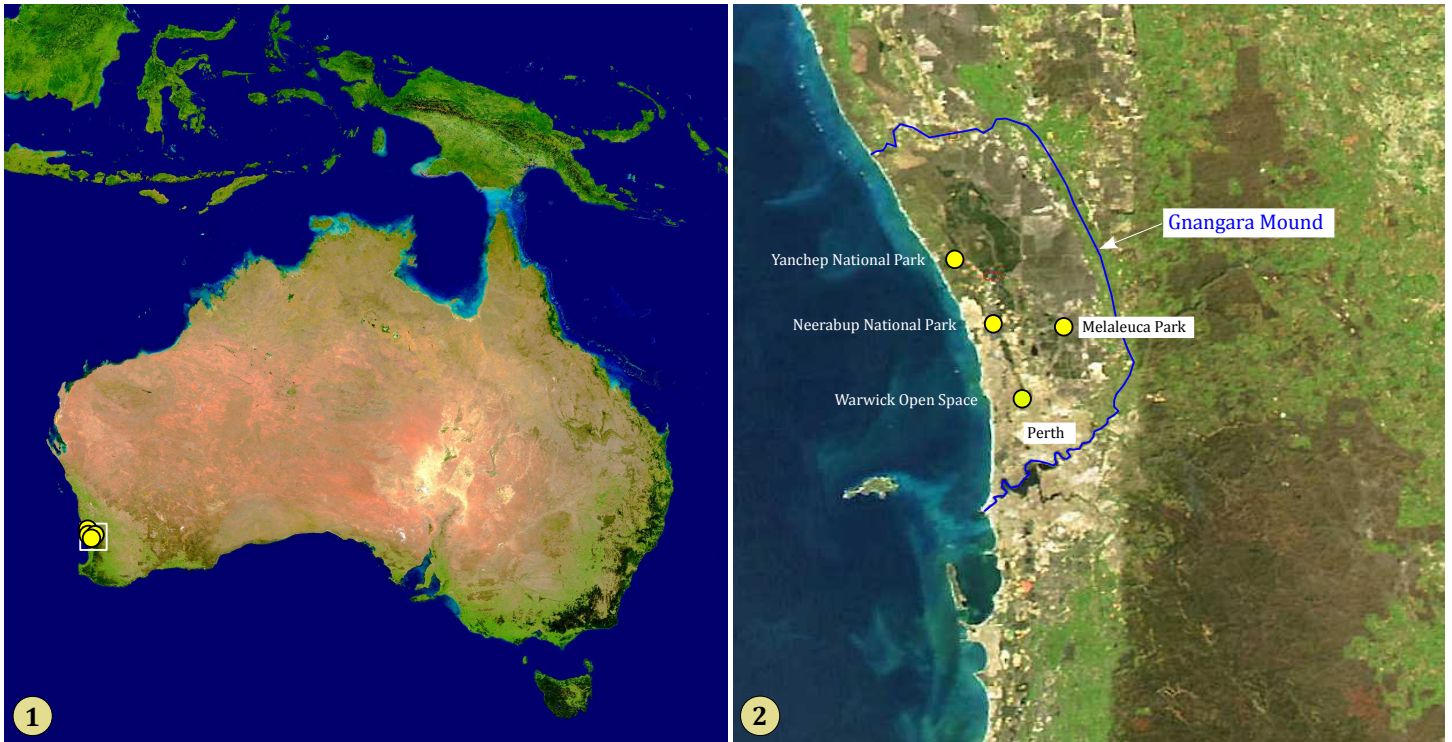 1
Gnangara Mound
Yanchep National Park
Neerabup National Park
Melaleuca Park
Warwick Open Space
Perth
2